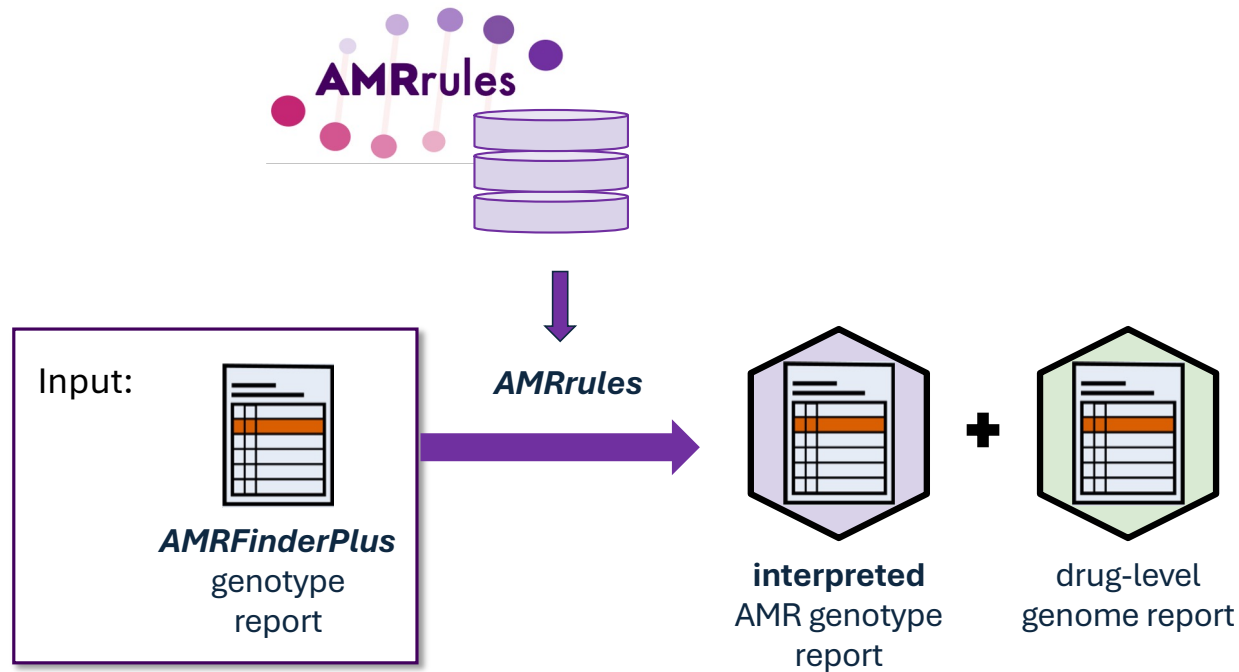 AMRrules
Input:
AMRrules
AMRFinderPlus
genotype
report
interpreted
AMR genotype
report
drug-level
genome report